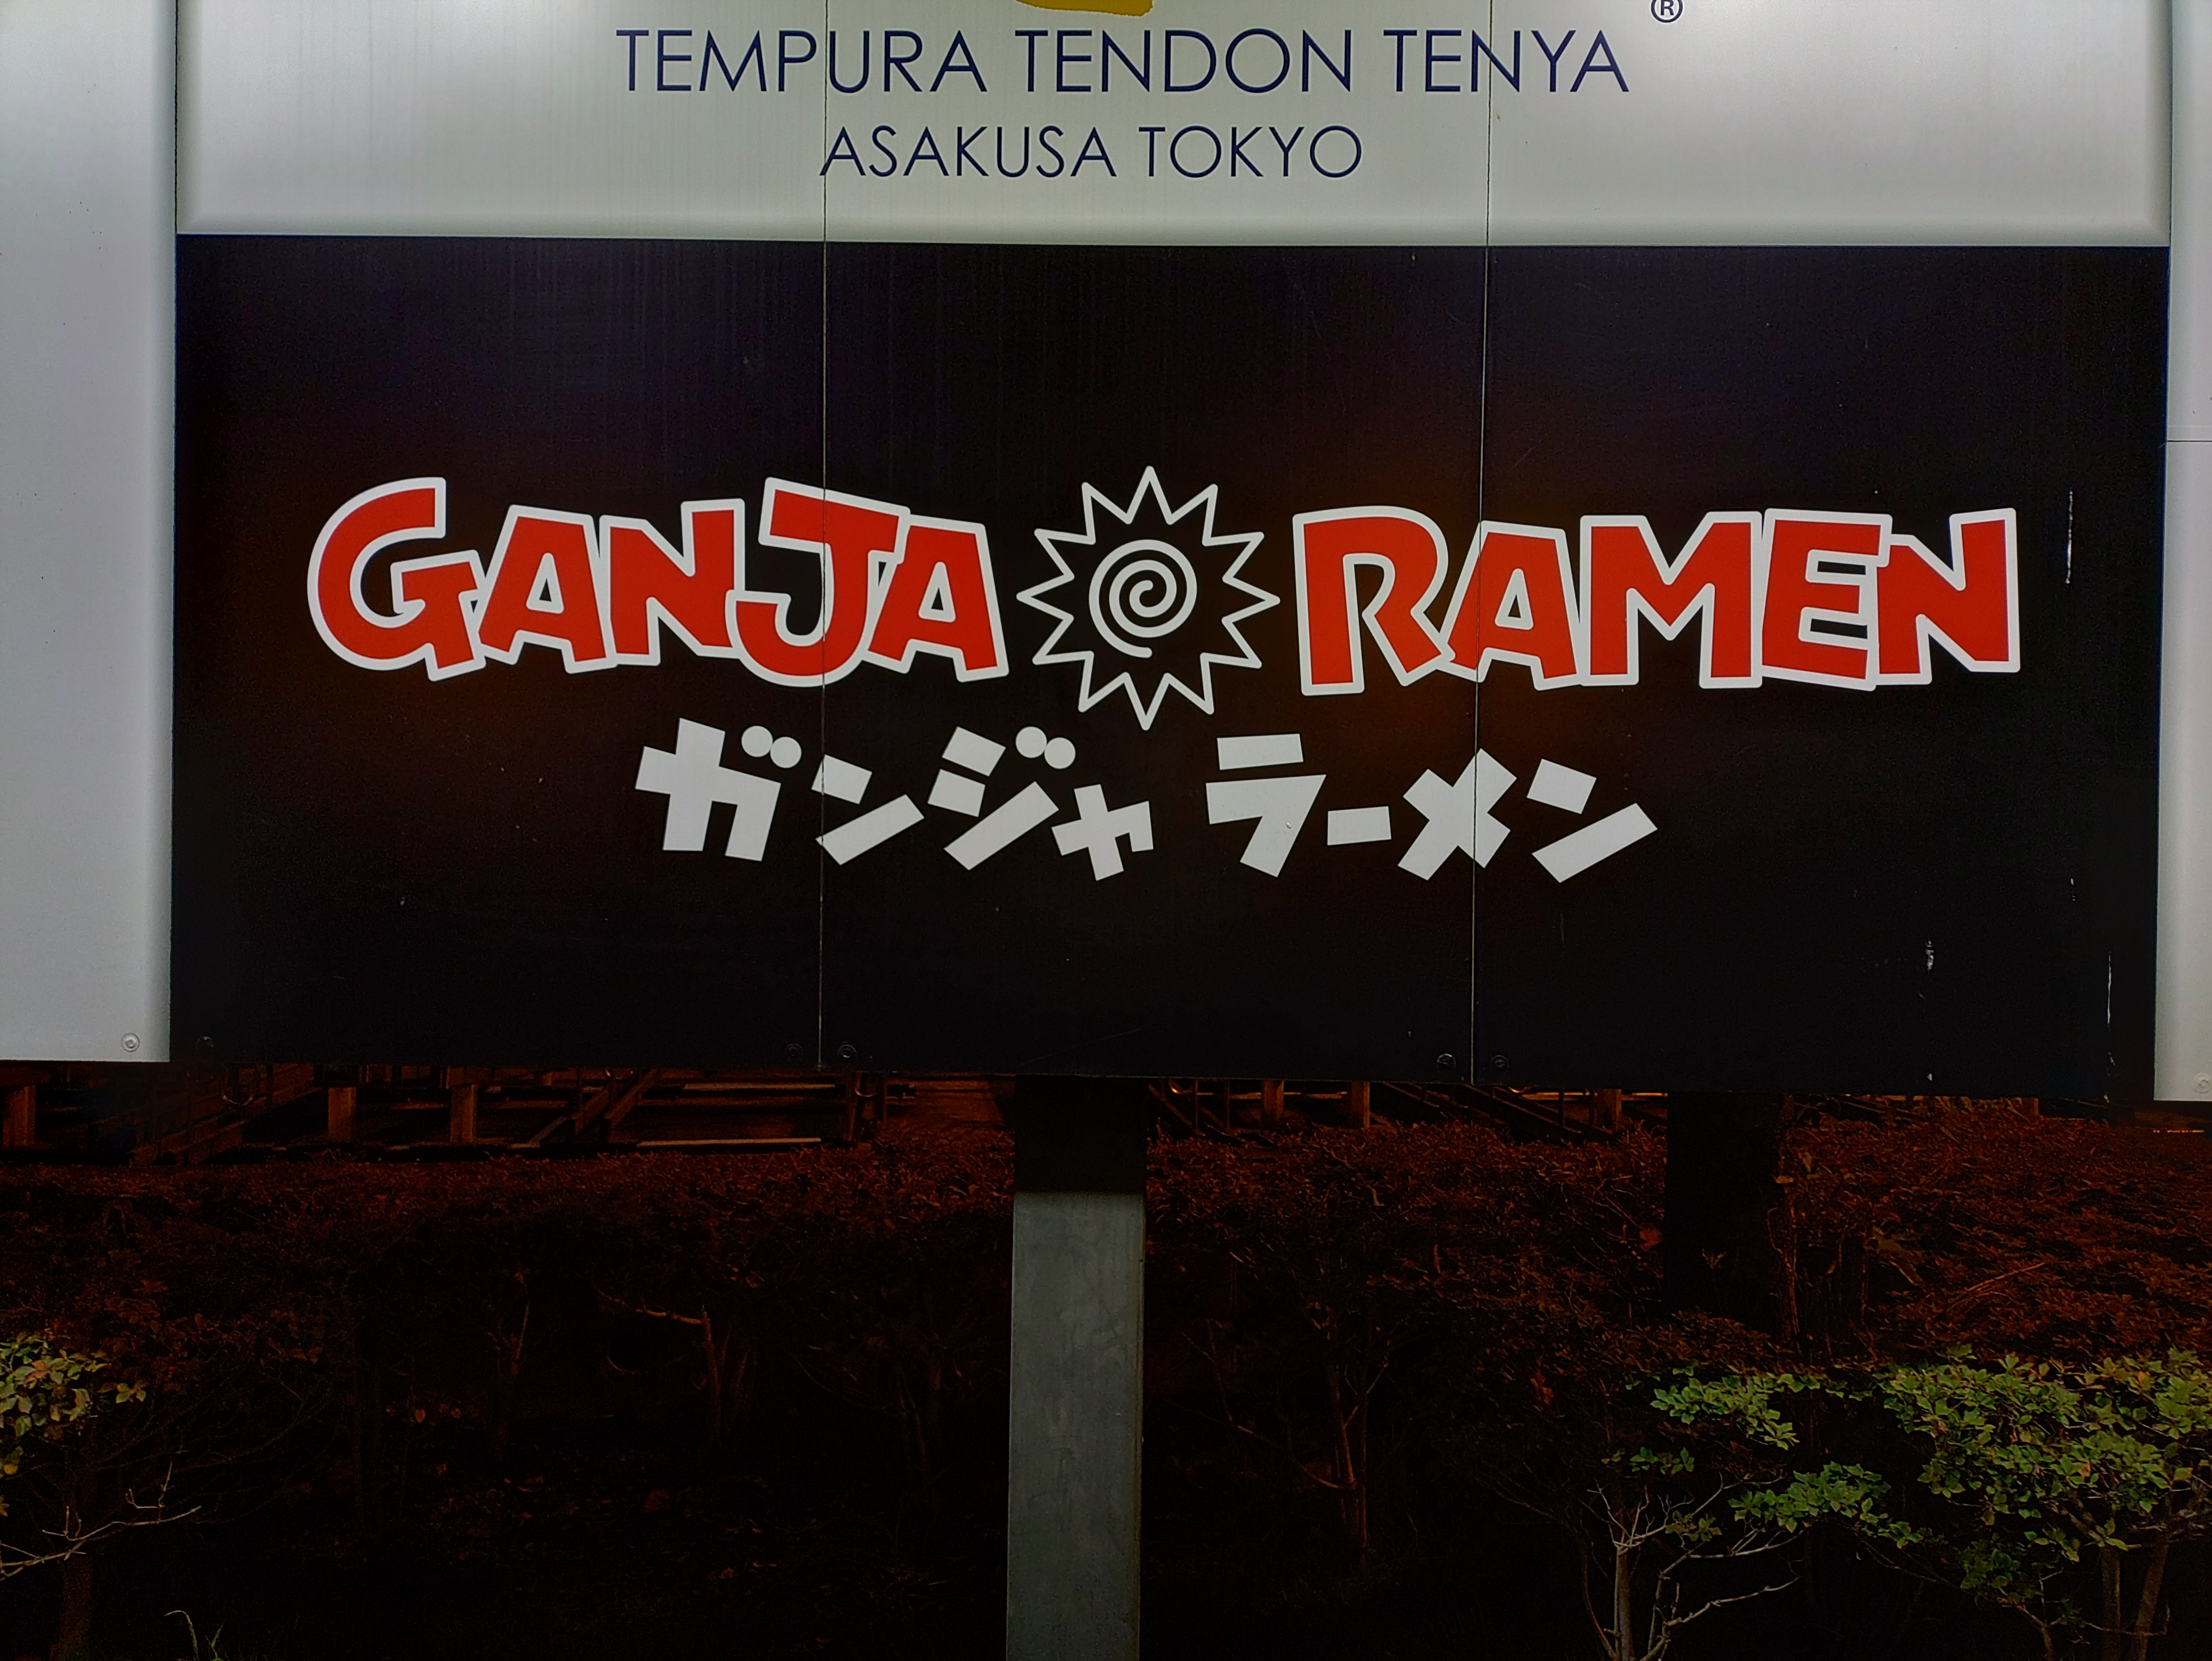 ®
TEMPURA TENDON TENYA
ASAKUSA TOKYO
GANJA RAMEN
ガンジャ ラーメン